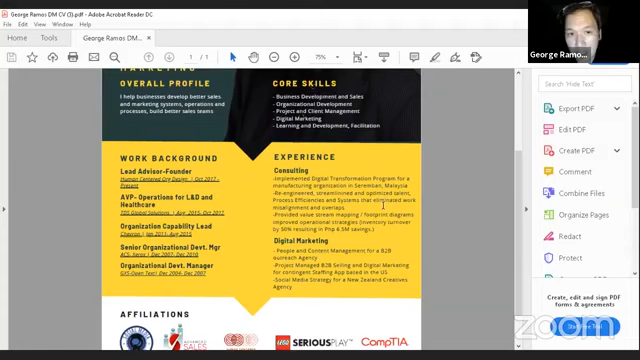 George Ramos DM CV (3).pdf - Adobe Acrobat Reader DC
File Edit View Window Help
Home
Tools
George Ramos DM... ×
1 / 1
75%
George Ramo
MARKETING
OVERALL PROFILE
I help businesses develop better sales
and marketing systems, operations and
processes, build better sales teams
CORE SKILLS
- Business Development and Sales
- Organizational Development
- Project and Client Management
- Digital Marketing
- Learning and Development, Facilitation
WORK BACKGROUND
Lead Advisor-Founder
Human Centered Org Design. | Oct 2017 -
Present
AVP- Operations for L&D and
Healthcare
TDS Global Solutions | Aug 2015- Oct 2017
Organization Capability Lead
Chevron | Jan 2011-Aug 2015
Senior Organizational Devt. Mgr
ACS- Xerox | Dec 2007-
Organizational Devt. Manager
Dec 2004- Dec 2007
EXPERIENCE
Consulting
-Implemented Digital Transformation Program for a
manufacturing organization in Seremban, Malaysia
-Re-engineered, streamlined and optimized talent,
Process Efficiencies and Systems that eliminated work
misalignment and overlaps
-Provided value stream mapping / footprint diagrams
improved operational strategies (inventory turnover
by 50% resulting in Php 6.5M savings.)
Digital Marketing
- People and Content Management for a B2B
outreach Agency
-Project Managed B2B Selling and Digital Marketing
for contingent Staffing App based in the US
-Social Media Strategy for a New Zealand Creatives
Agency
AFFILIATIONS
ADVANCED
SALES
LEGO
SERIOUSPLAY
CompTIA
Search 'Hide Text'
Export PDF
Edit PDF
Create PDF
Comment
Combine Files
Organize Pages
Redact
Protect
Create, edit and sign PDF
forms & agreements
Start Free Trial
zoom